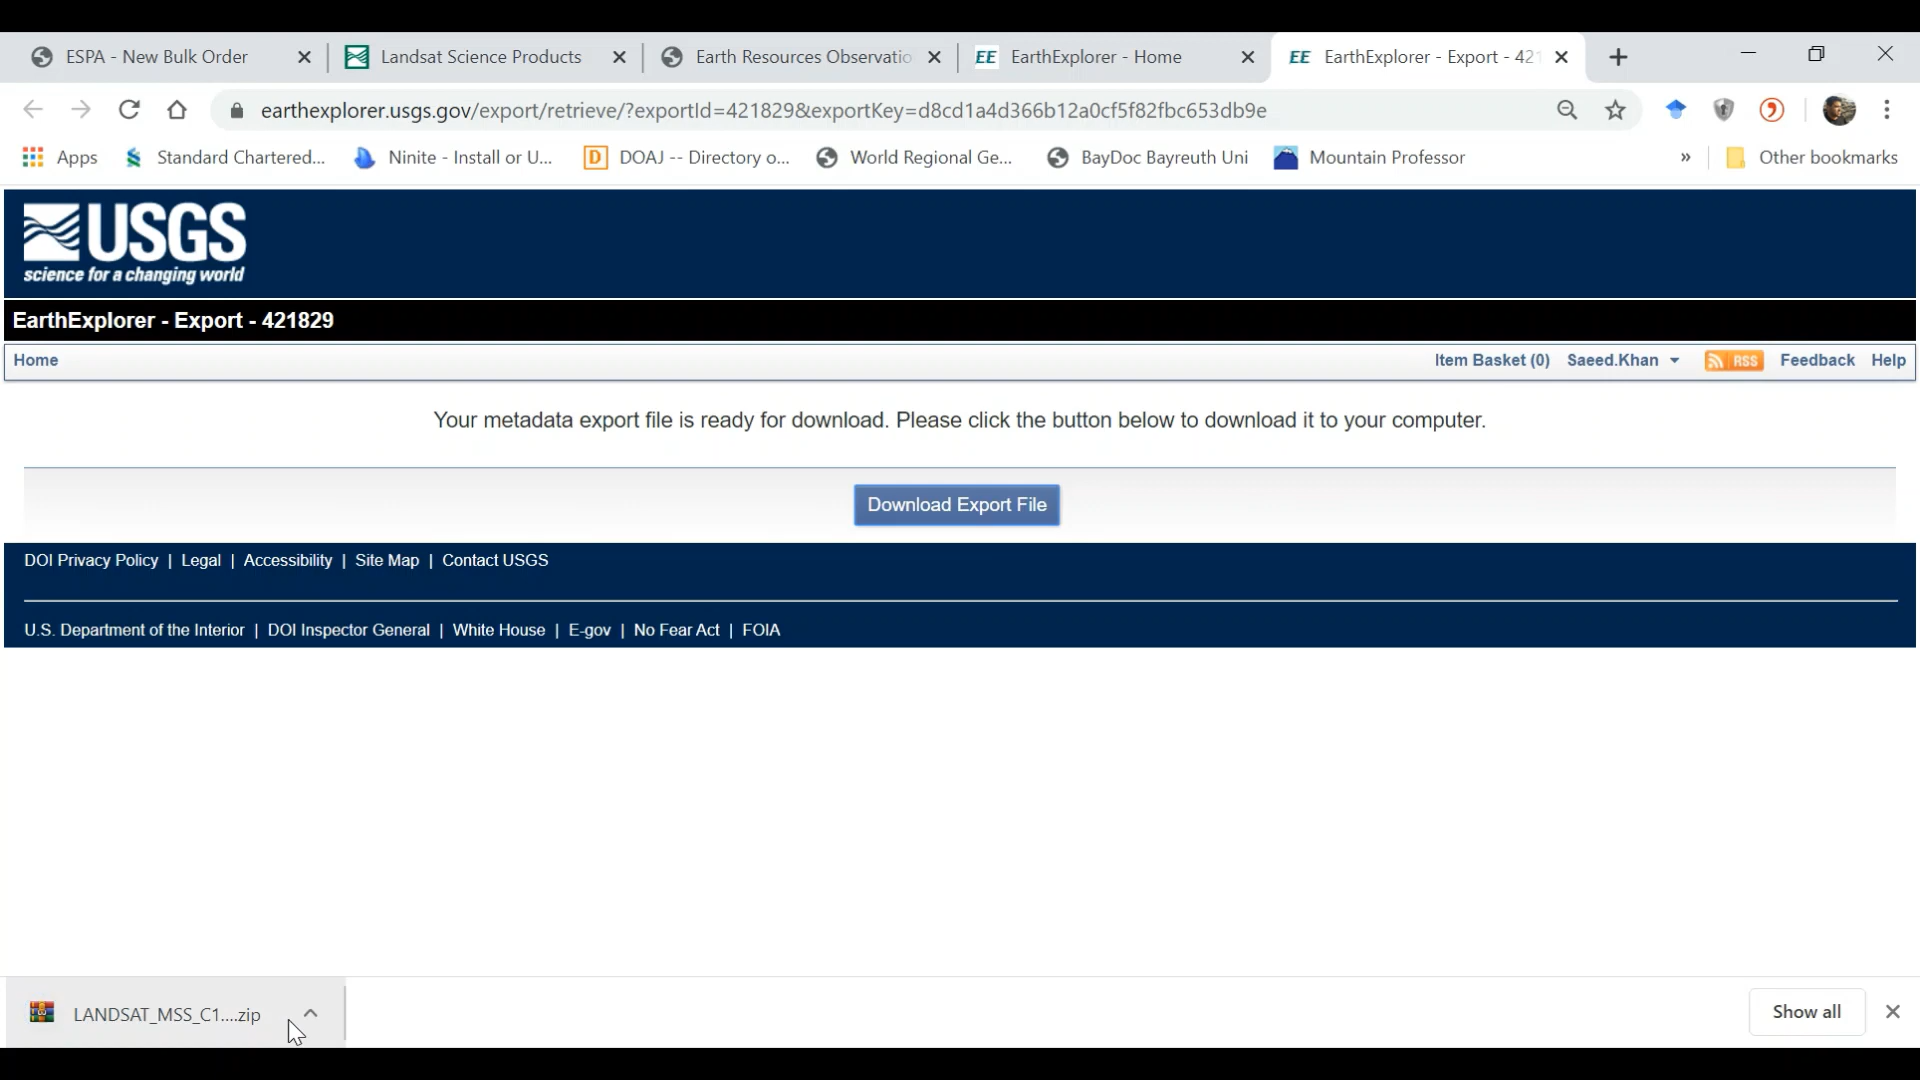 ESPA - New Bulk Order
Landsat Science Products
Earth Resources Observatio
EE EarthExplorer - Home
EE EarthExplorer - Export - 421
earthexplorer.usgs.gov/export/retrieve/?exportId=421829&exportKey=d8cd1a4d366b12a0cf5f82fbc653db9e
Apps Standard Chartered... Ninite - Install or U... D DOAJ -- Directory o... World Regional Ge... BayDoc Bayreuth Uni Mountain Professor » Other bookmarks
USGS
science for a changing world
EarthExplorer - Export - 421829
Home Item Basket (0) Saeed.Khan RSS Feedback Help
Your metadata export file is ready for download. Please click the button below to download it to your computer.
Download Export File
DOI Privacy Policy | Legal | Accessibility | Site Map | Contact USGS
U.S. Department of the Interior | DOI Inspector General | White House | E-gov | No Fear Act | FOIA
LANDSAT_MSS_C1....zip Show all